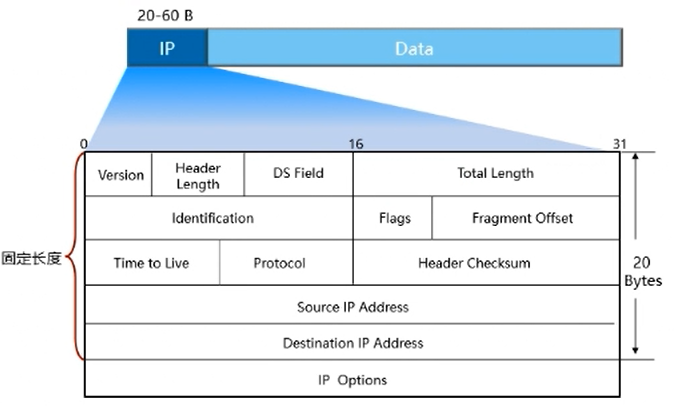 20-60 B
IP Data
0 16 31
Version Header Length DS Field Total Length
Identification Flags Fragment Offset
固定长度 Time to Live Protocol Header Checksum 20 Bytes
Source IP Address
Destination IP Address
IP Options